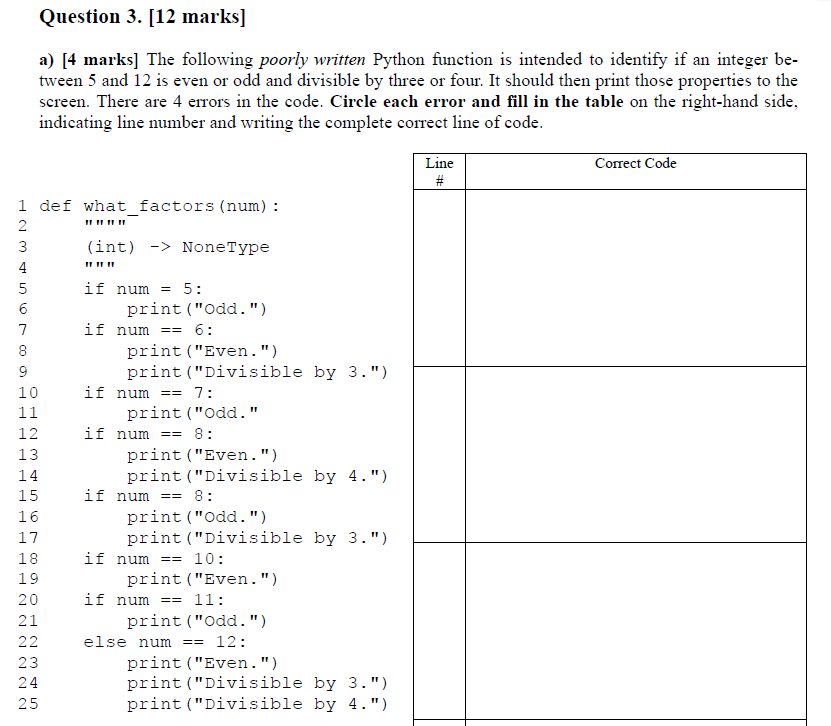 Question 3. [12 marks]
a) [4 marks] The following poorly written Python function is intended to identify if an integer be-
tween 5 and 12 is even or odd and divisible by three or four. It should then print those properties to the
screen. There are 4 errors in the code. Circle each error and fill in the table on the right-hand side,
indicating line number and writing the complete correct line of code.
Line # Correct Code
1 def what_factors(num):
2     """"
3     (int) -> NoneType
4     """
5     if num = 5:
6         print("Odd.")
7     if num == 6:
8         print("Even.")
9         print("Divisible by 3.")
10     if num == 7:
11         print("Odd."
12     if num == 8:
13         print("Even.")
14         print("Divisible by 4.")
15     if num == 8:
16         print("Odd.")
17         print("Divisible by 3.")
18     if num == 10:
19         print("Even.")
20     if num == 11:
21         print("Odd.")
22     else num == 12:
23         print("Even.")
24         print("Divisible by 3.")
25         print("Divisible by 4.")